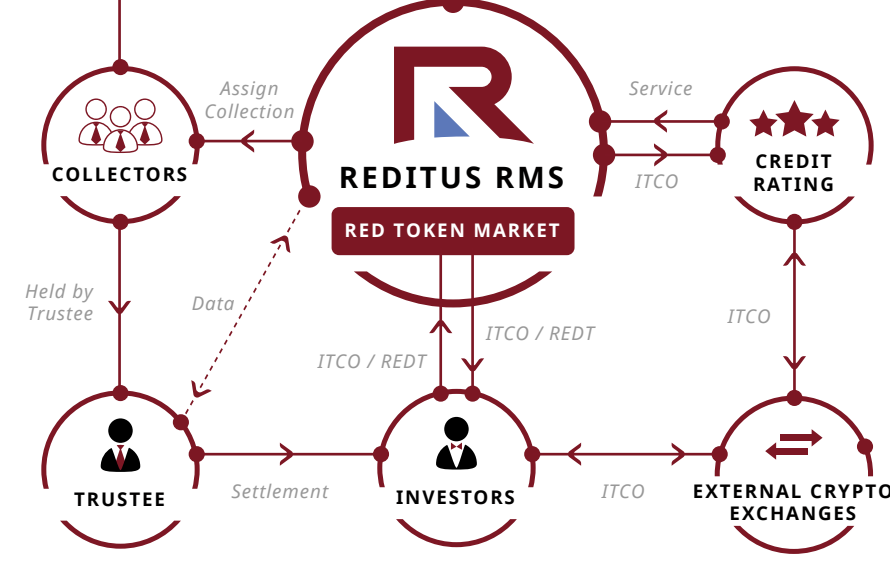 Assign
Collection
Service
COLLECTORS
REDITUS RMS
CREDIT
RATING
ITCO
RED TOKEN MARKET
Held by
Trustee
Data
ITCO / REDT
ITCO / REDT
ITCO
TRUSTEE
Settlement
INVESTORS
ITCO
EXTERNAL CRYPTO
EXCHANGES